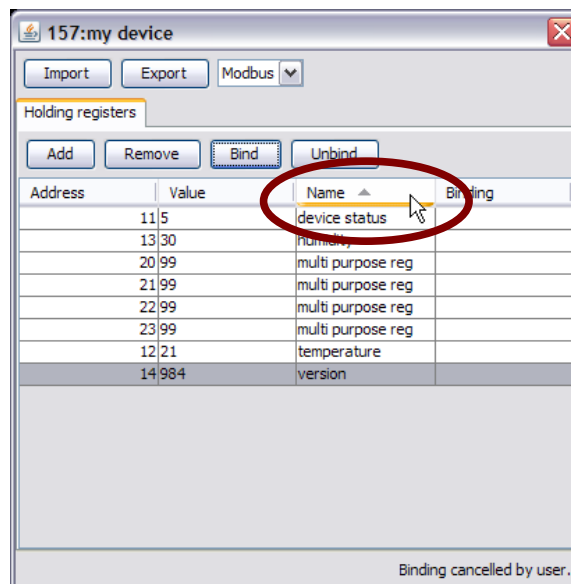 157:my device
Import Export Modbus
Holding registers
Add Remove Bind Unbind
Address Value Name Binding
11 5 device status
13 30 humidity
20 99 multi purpose reg
21 99 multi purpose reg
22 99 multi purpose reg
23 99 multi purpose reg
12 21 temperature
14 984 version
Binding cancelled by user.